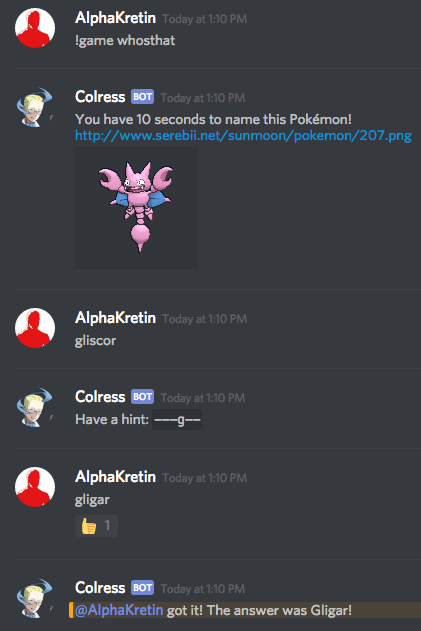 AlphaKretin Today at 1:10 PM
!game whosthat
Colress BOT Today at 1:10 PM
You have 10 seconds to name this Pokémon!
http://www.serebii.net/sunmoon/pokemon/207.png
AlphaKretin Today at 1:10 PM
gliscor
Colress BOT Today at 1:10 PM
Have a hint: ---g--
AlphaKretin Today at 1:10 PM
gligar
1
Colress BOT Today at 1:10 PM
@AlphaKretin got it! The answer was Gligar!